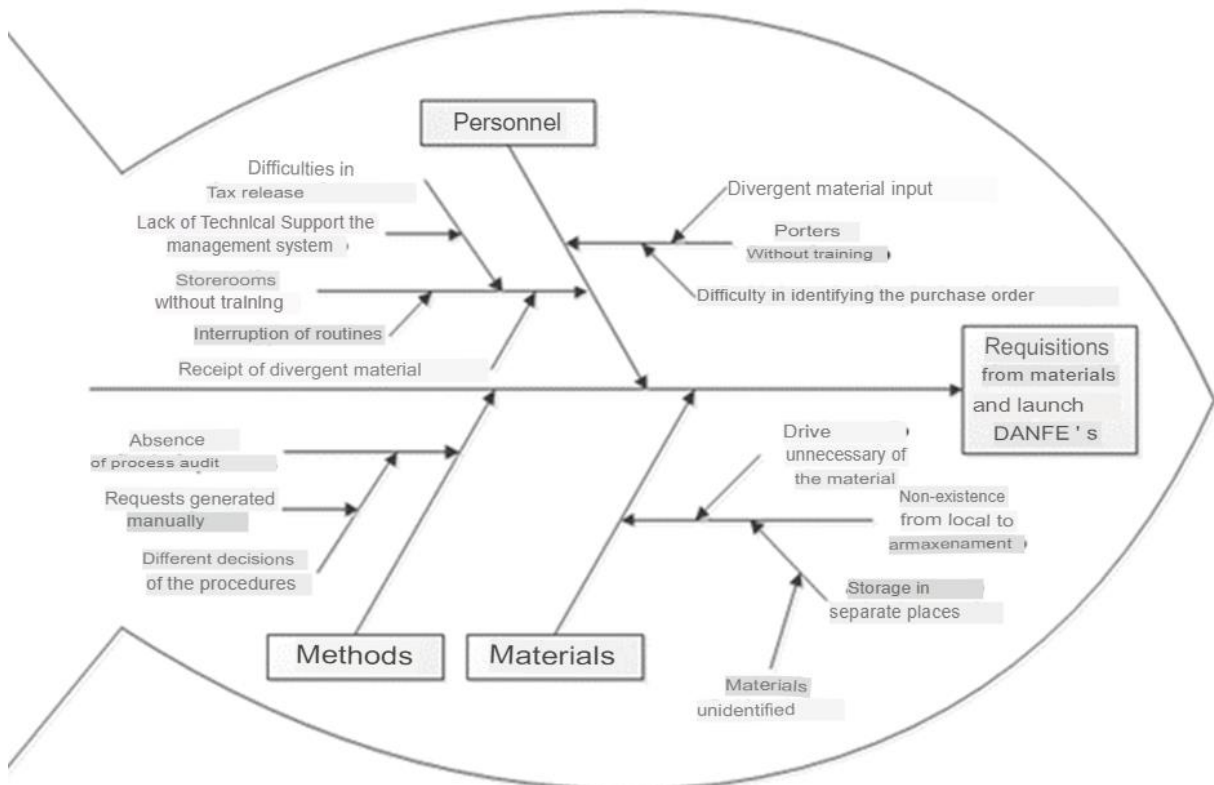 Personnel
Difficulties in
Tax release
Lack of Technical Support the
management system
Storerooms
without training
Interruption of routines
Receipt of divergent material
Divergent material input
Porters
Without training
Difficulty in identifying the purchase order
Requisitions
from materials
and launch
DANFE ' s
Absence
of process audit
Requests generated
manually
Different decisions
of the procedures
Methods
Materials
Drive
unnecessary of
the material
Non-existence
from local to
armaxenament
Storage in
separate places
Materials
unidentified